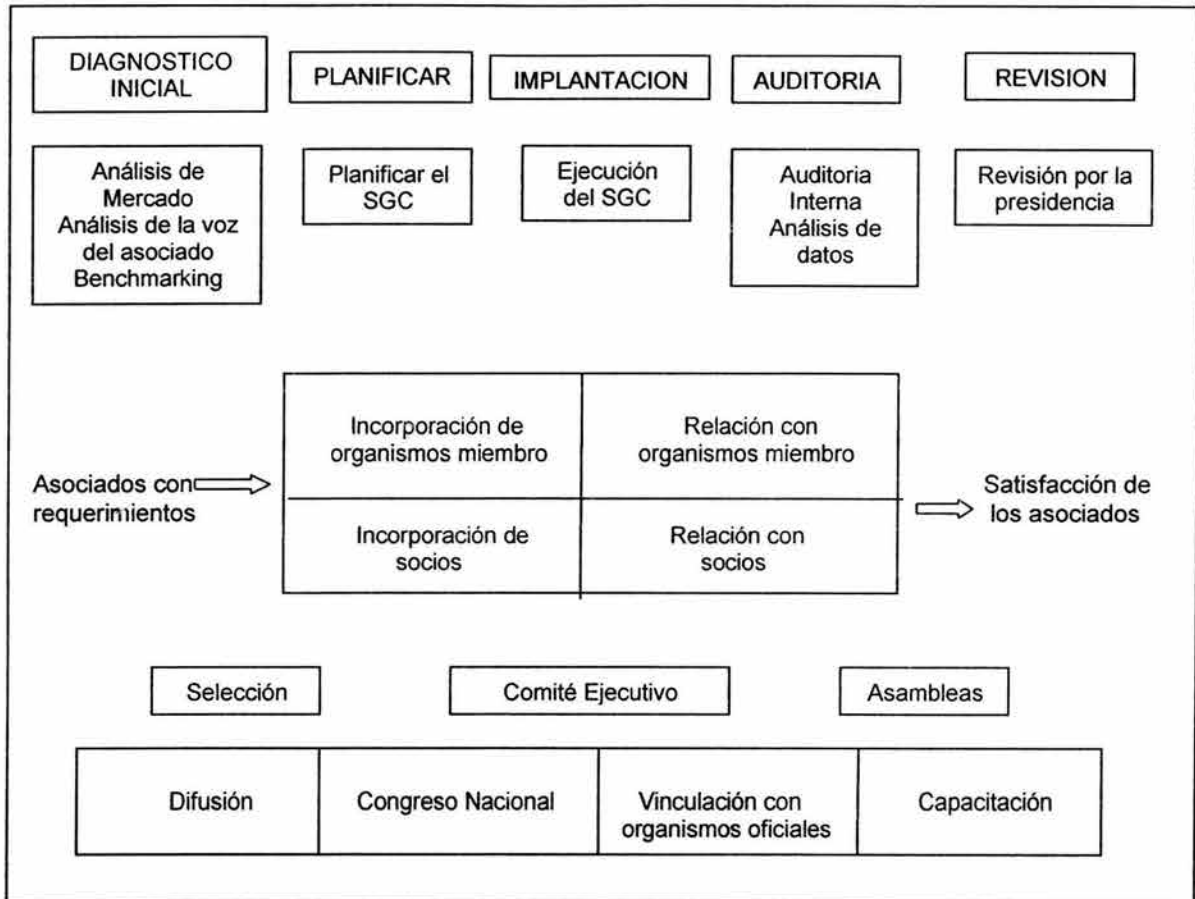 DIAGNOSTICO
INICIAL
PLANIFICAR
IMPLANTACION
AUDITORIA
REVISION
Análisis de
Mercado
Análisis de la voz
del asociado
Benchmarking
Planificar el
SGC
Ejecución
del SGC
Auditoria
Interna
Análisis de
datos
Revisión por la
presidencia
Asociados con
requerimientos
Incorporación de
organismos miembro
Relación con
organismos miembro
Incorporación de
socios
Relación con
socios
Satisfacción de
los asociados
Selección
Comité Ejecutivo
Asambleas
Difusión
Congreso Nacional
Vinculación con
organismos oficiales
Capacitación